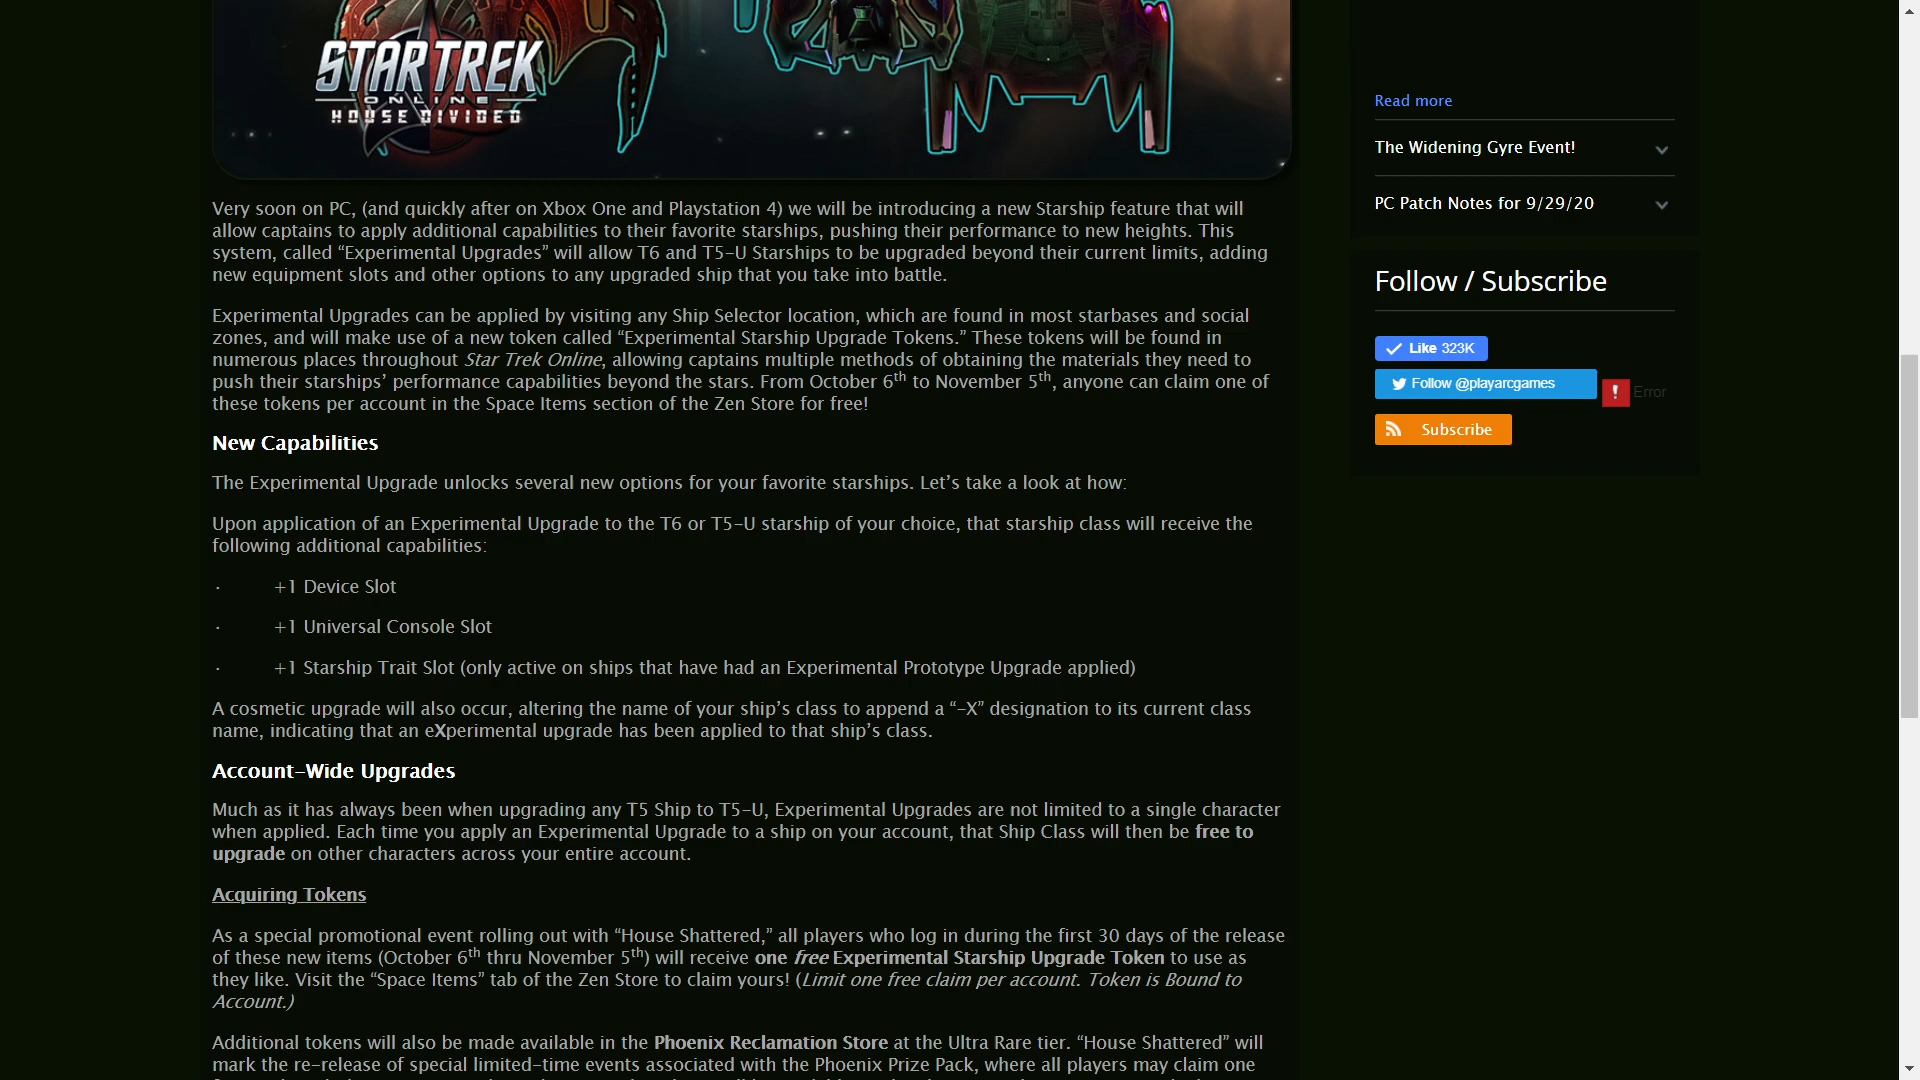 STAR TREK
ONLINE
HOUSE DIVIDED
Very soon on PC, (and quickly after on Xbox One and Playstation 4) we will be introducing a new Starship feature that will
allow captains to apply additional capabilities to their favorite starships, pushing their performance to new heights. This
system, called “Experimental Upgrades” will allow T6 and T5-U Starships to be upgraded beyond their current limits, adding
new equipment slots and other options to any upgraded ship that you take into battle.
Experimental Upgrades can be applied by visiting any Ship Selector location, which are found in most starbases and social
zones, and will make use of a new token called “Experimental Starship Upgrade Tokens.” These tokens will be found in
numerous places throughout Star Trek Online, allowing captains multiple methods of obtaining the materials they need to
push their starships’ performance capabilities beyond the stars. From October 6th to November 5th, anyone can claim one of
these tokens per account in the Space Items section of the Zen Store for free!
New Capabilities
The Experimental Upgrade unlocks several new options for your favorite starships. Let’s take a look at how:
Upon application of an Experimental Upgrade to the T6 or T5-U starship of your choice, that starship class will receive the
following additional capabilities:
· +1 Device Slot
· +1 Universal Console Slot
· +1 Starship Trait Slot (only active on ships that have had an Experimental Prototype Upgrade applied)
A cosmetic upgrade will also occur, altering the name of your ship’s class to append a “-X” designation to its current class
name, indicating that an eXperimental upgrade has been applied to that ship’s class.
Account-Wide Upgrades
Much as it has always been when upgrading any T5 Ship to T5-U, Experimental Upgrades are not limited to a single character
when applied. Each time you apply an Experimental Upgrade to a ship on your account, that Ship Class will then be free to
upgrade on other characters across your entire account.
Acquiring Tokens
As a special promotional event rolling out with “House Shattered,” all players who log in during the first 30 days of the release
of these new items (October 6th thru November 5th) will receive one free Experimental Starship Upgrade Token to use as
they like. Visit the “Space Items” tab of the Zen Store to claim yours! (Limit one free claim per account. Token is Bound to
Account.)
Additional tokens will also be made available in the Phoenix Reclamation Store at the Ultra Rare tier. “House Shattered” will
mark the re-release of special limited-time events associated with the Phoenix Prize Pack, where all players may claim one
Read more
The Widening Gyre Event!
PC Patch Notes for 9/29/20
Follow / Subscribe
Like 323K
Follow @playarcgames
! Error
Subscribe